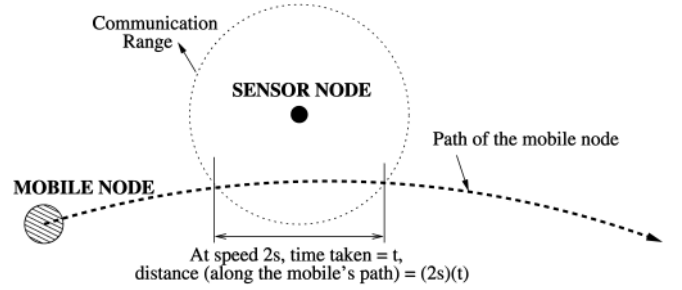 Communication
Range
SENSOR NODE
Path of the mobile node
MOBILE NODE
At speed 2s, time taken = t,
distance (along the mobile's path) = (2s)(t)